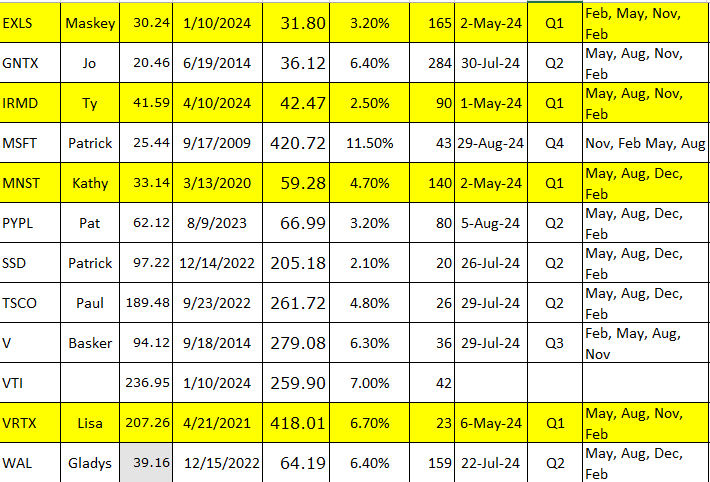 EXLS Maskey 30.24 1/10/2024 31.80 3.20% 165 2-May-24 Q1 Feb, May, Nov,
Feb
GNTX Jo 20.46 6/19/2014 36.12 6.40% 284 30-Jul-24 Q2 May, Aug, Nov,
Feb
IRMD Ty 41.59 4/10/2024 42.47 2.50% 90 1-May-24 Q1 May, Aug, Nov,
Feb
MSFT Patrick 25.44 9/17/2009 420.72 11.50% 43 29-Aug-24 Q4 Nov, Feb May, Aug
MNST Kathy 33.14 3/13/2020 59.28 4.70% 140 2-May-24 Q1 May, Aug, Dec,
Feb
PYPL Pat 62.12 8/9/2023 66.99 3.20% 80 5-Aug-24 Q2 May, Aug, Dec,
Feb
SSD Patrick 97.22 12/14/2022 205.18 2.10% 20 26-Jul-24 Q2 May, Aug, Dec,
Feb
TSCO Paul 189.48 9/23/2022 261.72 4.80% 26 29-Jul-24 Q2 May, Aug, Dec,
Feb
V Basker 94.12 9/18/2014 279.08 6.30% 36 29-Jul-24 Q3 Feb, May, Aug,
Nov
VTI 236.95 1/10/2024 259.90 7.00% 42
VRTX Lisa 207.26 4/21/2021 418.01 6.70% 23 6-May-24 Q1 May, Aug, Nov,
Feb
WAL Gladys 39.16 12/15/2022 64.19 6.40% 159 22-Jul-24 Q2 May, Aug, Dec,
Feb